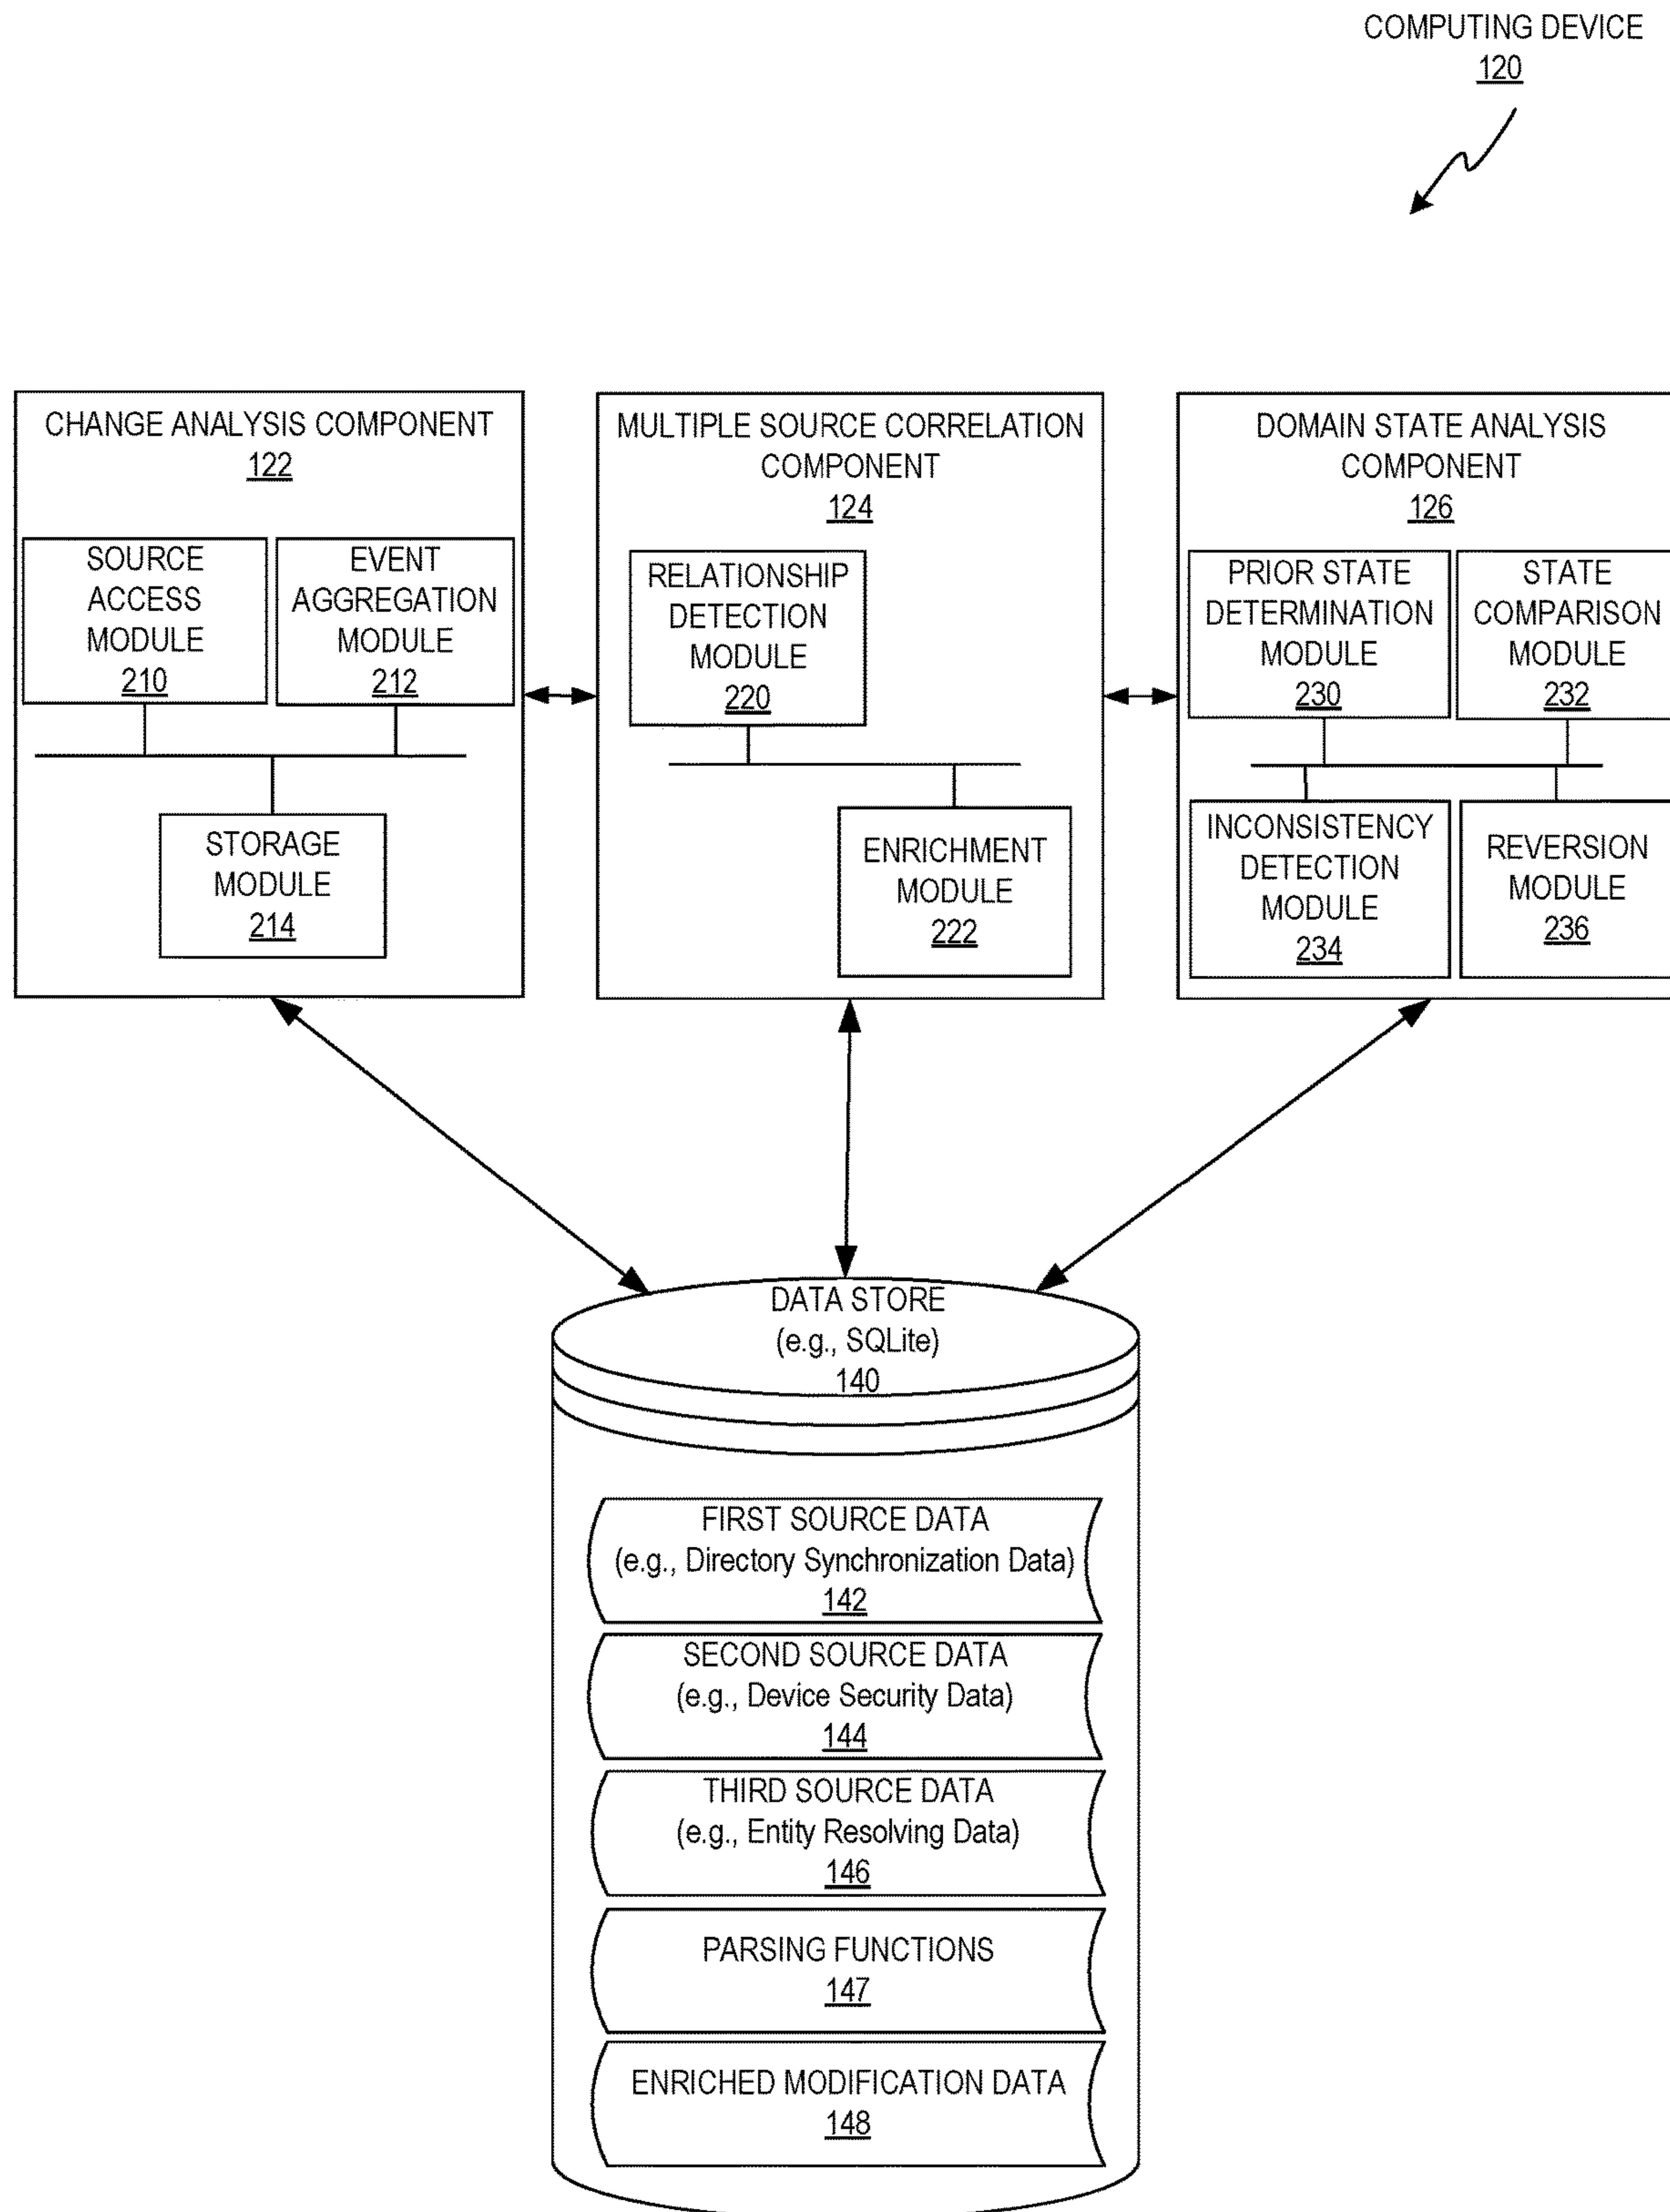 COMPUTING DEVICE
120
CHANGE ANALYSIS COMPONENT
122
SOURCE
ACCESS
MODULE
210
EVENT
AGGREGATION
MODULE
212
STORAGE
MODULE
214
MULTIPLE SOURCE CORRELATION
COMPONENT
124
RELATIONSHIP
DETECTION
MODULE
220
ENRICHMENT
MODULE
222
DOMAIN STATE ANALYSIS
COMPONENT
126
PRIOR STATE
DETERMINATION
MODULE
230
STATE
COMPARISON
MODULE
232
INCONSISTENCY
DETECTION
MODULE
234
REVERSION
MODULE
236
DATA STORE
(e.g., SQLite)
140
FIRST SOURCE DATA
(e.g., Directory Synchronization Data)
142
SECOND SOURCE DATA
(e.g., Device Security Data)
144
THIRD SOURCE DATA
(e.g., Entity Resolving Data)
146
PARSING FUNCTIONS
147
ENRICHED MODIFICATION DATA
148